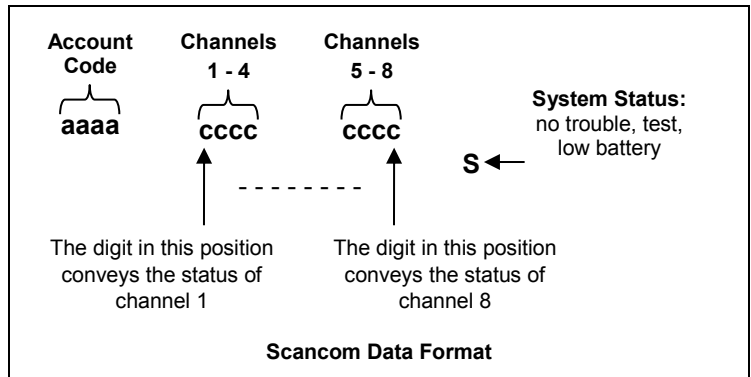 Account
Code
aaaa
Channels
1 - 4
cccc
Channels
5 - 8
cccc
System Status:
no trouble, test,
low battery
S
- - - - - - - -
The digit in this position
conveys the status of
channel 1
The digit in this position
conveys the status of
channel 8
Scancom Data Format